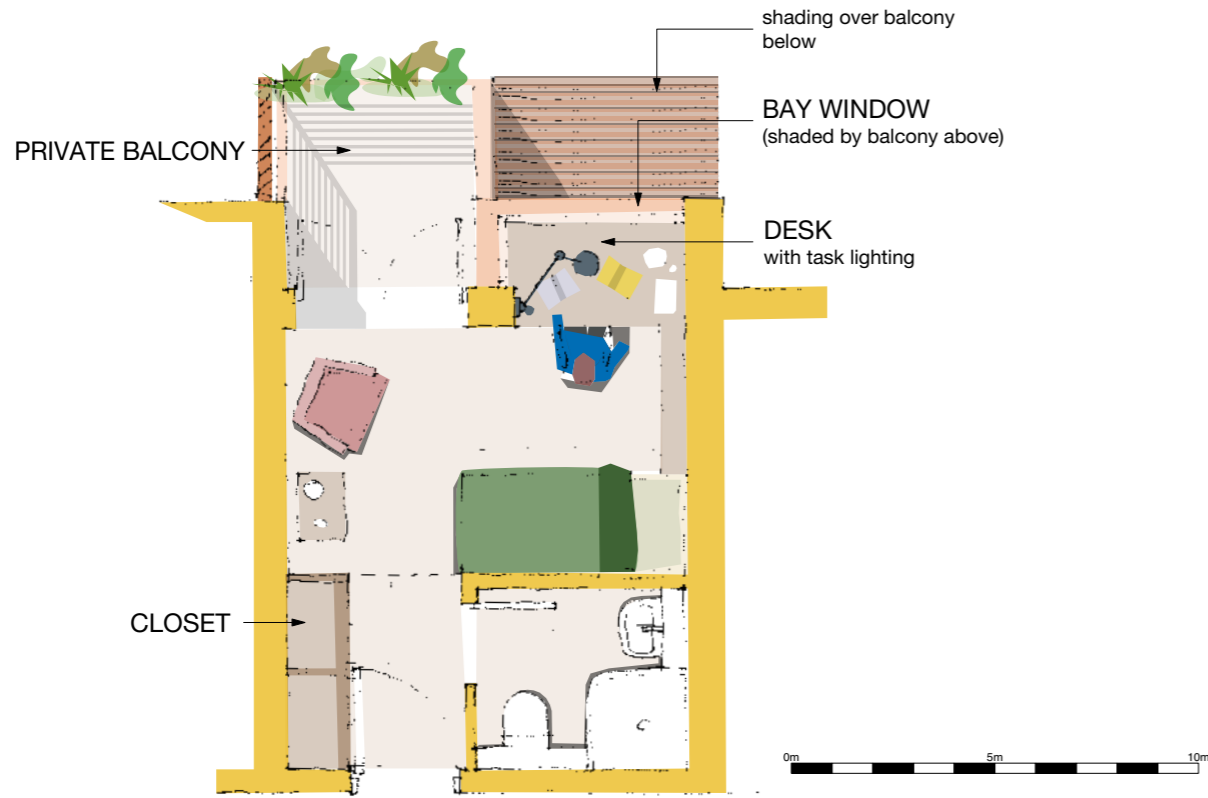 shading over balcony
below
BAY WINDOW
(shaded by balcony above)
PRIVATE BALCONY
DESK
with task lighting
CLOSET
0m
5m
10m